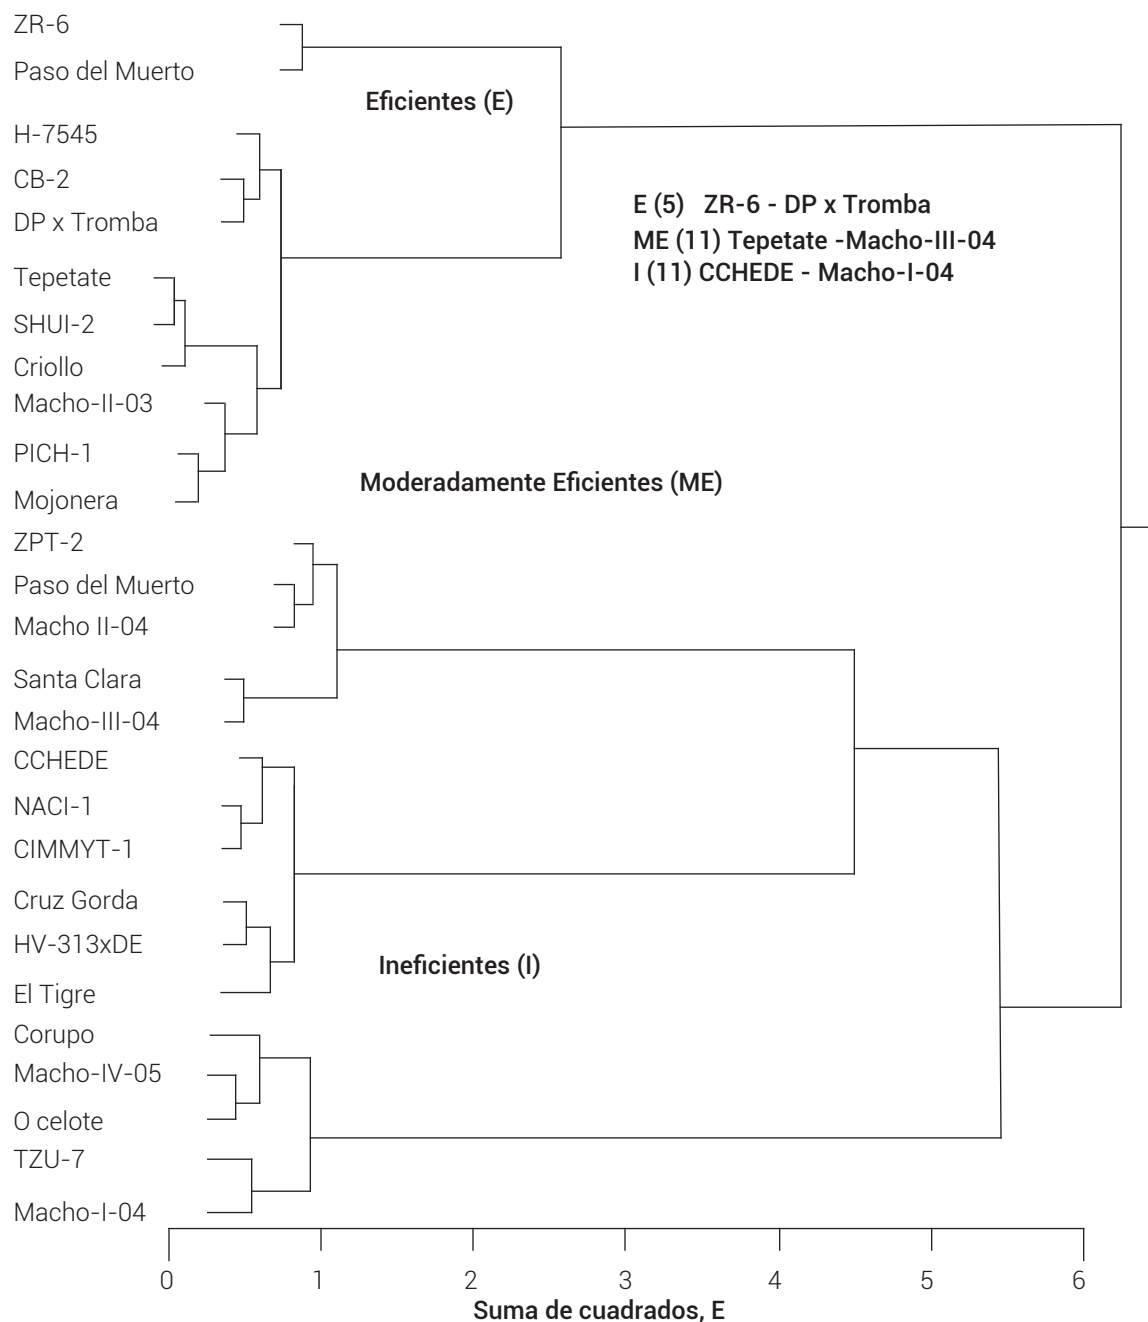 ZR-6
Paso del Muerto
Eficientes (E)
H-7545
CB-2
DP x Tromba
E (5) ZR-6 - DP x Tromba
ME (11) Tepetate -Macho-III-04
I (11) CCHEDE - Macho-I-04
Tepetate
SHUI-2
Criollo
Macho-II-03
PICH-1
Mojonera
Moderadamente Eficientes (ME)
ZPT-2
Paso del Muerto
Macho II-04
Santa Clara
Macho-III-04
CCHEDE
NACI-1
CIMMYT-1
Cruz Gorda
HV-313xDE
El Tigre
Ineficientes (I)
Corupo
Macho-IV-05
O celote
TZU-7
Macho-I-04
0 1 2 3 4 5 6
Suma de cuadrados, E